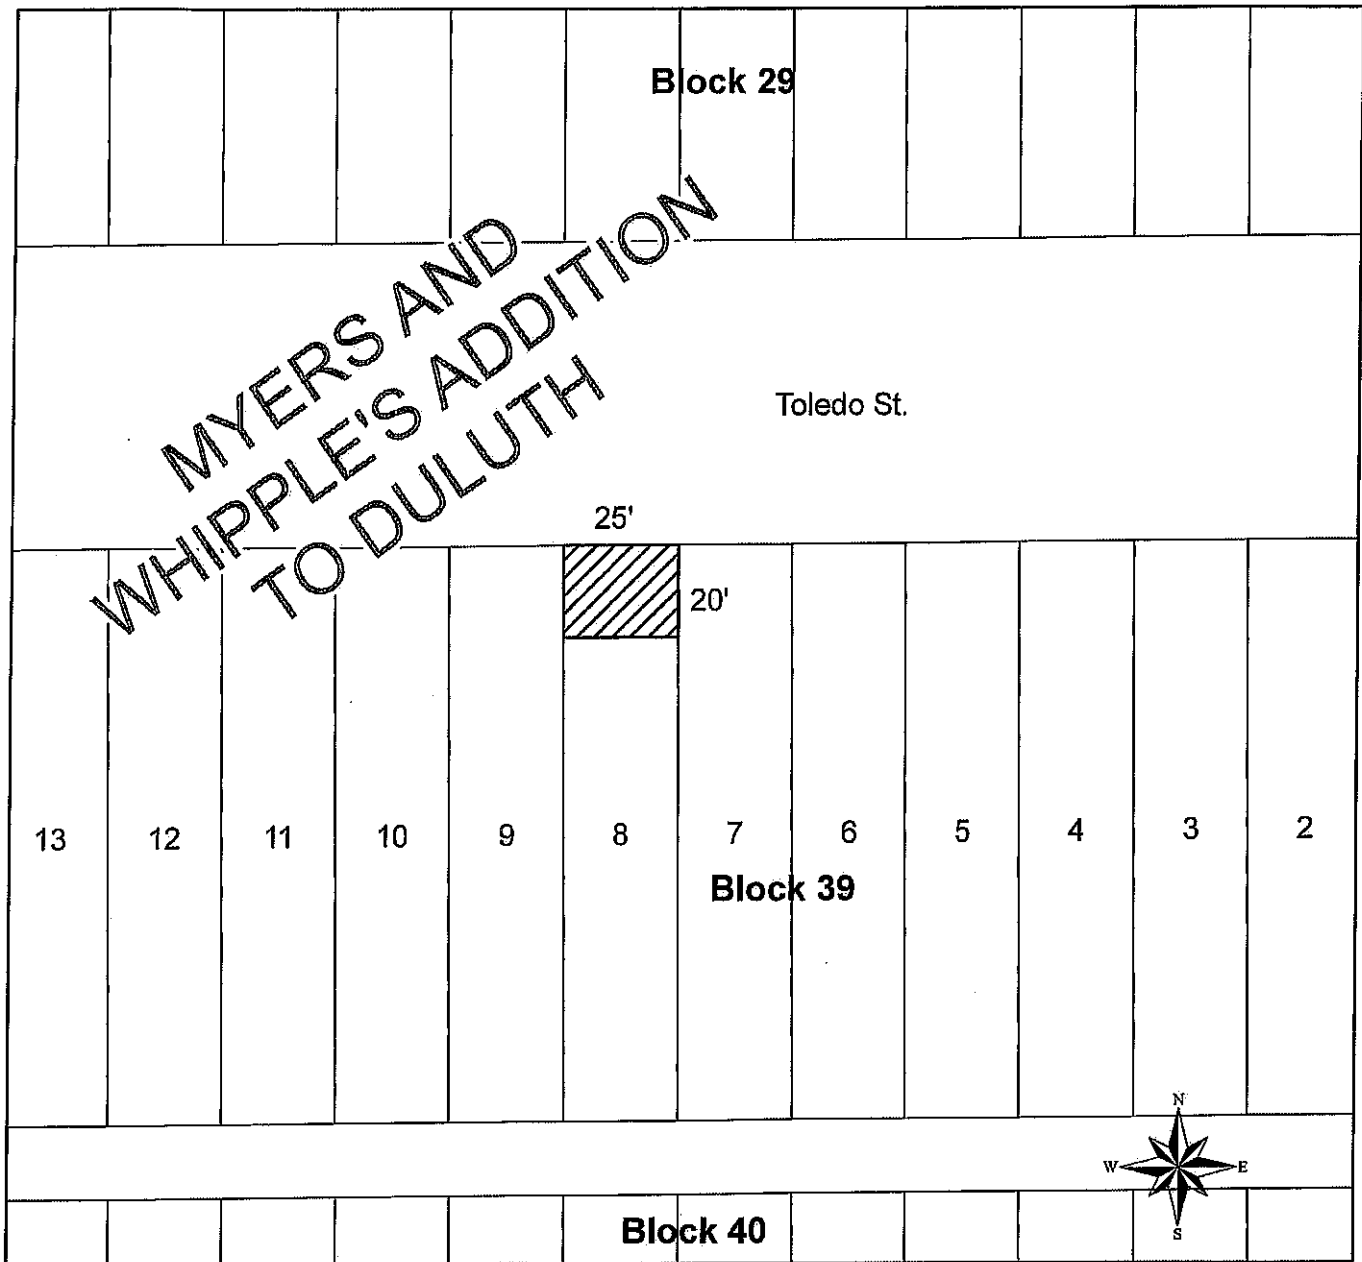 Block 29
MYERS AND
WHIPPLE'S ADDITION
TO DULUTH
Toledo St.
25'
20'
13 12 11 10 9 8 7 6 5 4 3 2
Block 39
N
W E
S
Block 40